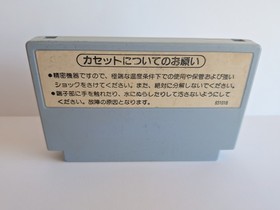 カセットについてのお願い
●精密機器ですので、極端な温度条件下での使用や保管および強い
ショックをさけてください。また、絶対に分解しないでください。
●端子部に手を触れたり、水にぬらしたりして汚さないようにして
ください。故障の原因となります。